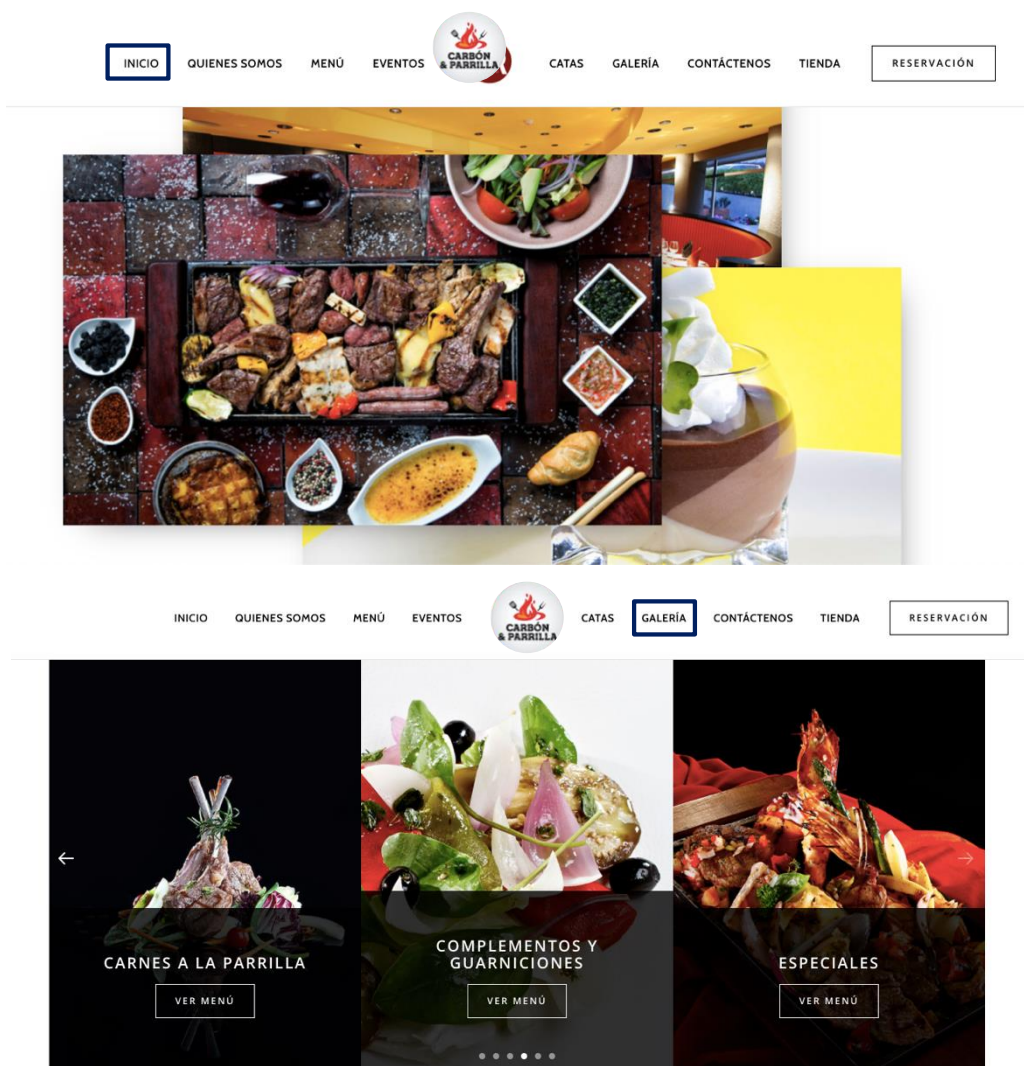 INICIO QUIENES SOMOS MENÚ EVENTOS CARBÓN CATAS GALERÍA CONTÁCTENOS TIENDA RESERVACIÓN
& PARRILLA
INICIO QUIENES SOMOS MENÚ EVENTOS CARBÓN CATAS GALERÍA CONTÁCTENOS TIENDA RESERVACIÓN
& PARRILLA
CARNES A LA PARRILLA
VER MENÚ
COMPLEMENTOS Y
GUARNICIONES
VER MENÚ
ESPECIALES
VER MENÚ